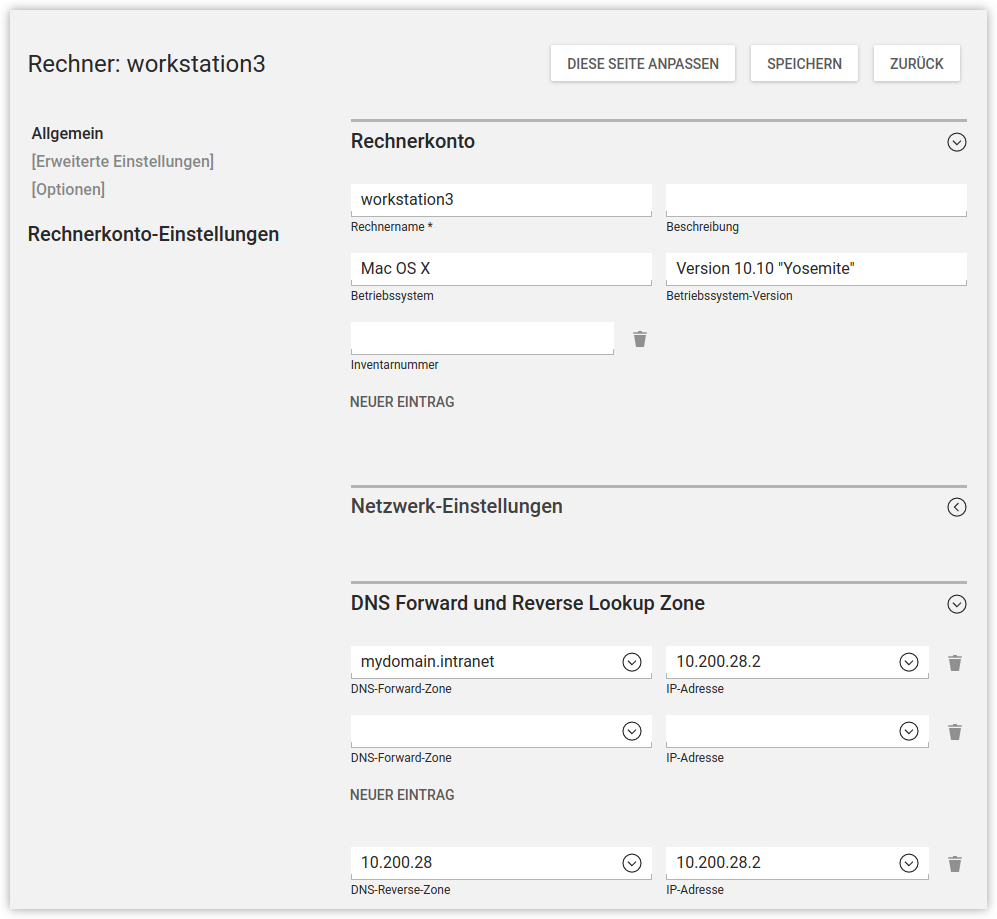 Rechner: workstation3
DIESE SEITE ANPASSEN
SPEICHERN
ZURÜCK
Allgemein
[Erweiterte Einstellungen]
[Optionen]
Rechnerkonto-Einstellungen
Rechnerkonto
workstation3
Rechnername *
Beschreibung
Mac OS X
Version 10.10 "Yosemite"
Betriebssystem
Betriebssystem-Version
Inventarnummer
NEUER EINTRAG
Netzwerk-Einstellungen
DNS Forward und Reverse Lookup Zone
mydomain.intranet
10.200.28.2
DNS-Forward-Zone
IP-Adresse
DNS-Forward-Zone
IP-Adresse
NEUER EINTRAG
10.200.28
10.200.28.2
DNS-Reverse-Zone
IP-Adresse